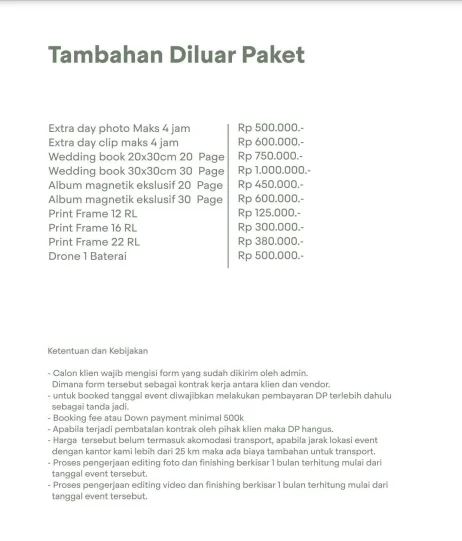 Tambahan Diluar Paket
Extra day photo Maks 4 jam Rp 500.000.-
Extra day clip maks 4 jam Rp 600.000.-
Wedding book 20x30cm 20 Page Rp 750.000.-
Wedding book 30x30cm 30 Page Rp 1.000.000.-
Album magnetik ekslusif 20 Page Rp 450.000.-
Album magnetik ekslusif 30 Page Rp 600.000.-
Print Frame 12 RL Rp 125.000.-
Print Frame 16 RL Rp 300.000.-
Print Frame 22 RL Rp 380.000.-
Drone 1 Baterai Rp 500.000.-
Ketentuan dan Kebijakan
- Calon klien wajib mengisi form yang sudah dikirim oleh admin.
Dimana form tersebut sebagai kontrak kerja antara klien dan vendor.
- untuk booked tanggal event diwajibkan melakukan pembayaran DP terlebih dahulu
sebagai tanda jadi.
- Booking fee atau Down payment minimal 500k
- Apabila terjadi pembatalan kontrak oleh pihak klien maka DP hangus.
- Harga tersebut belum termasuk akomodasi transport, apabila jarak lokasi event
dengan kantor kami lebih dari 25 km maka ada biaya tambahan untuk transport.
- Proses pengerjaan editing foto dan finishing berkisar 1 bulan terhitung mulai dari
tanggal event tersebut.
- Proses pengerjaan editing video dan finishing berkisar 1 bulan terhitung mulai dari
tanggal event tersebut.